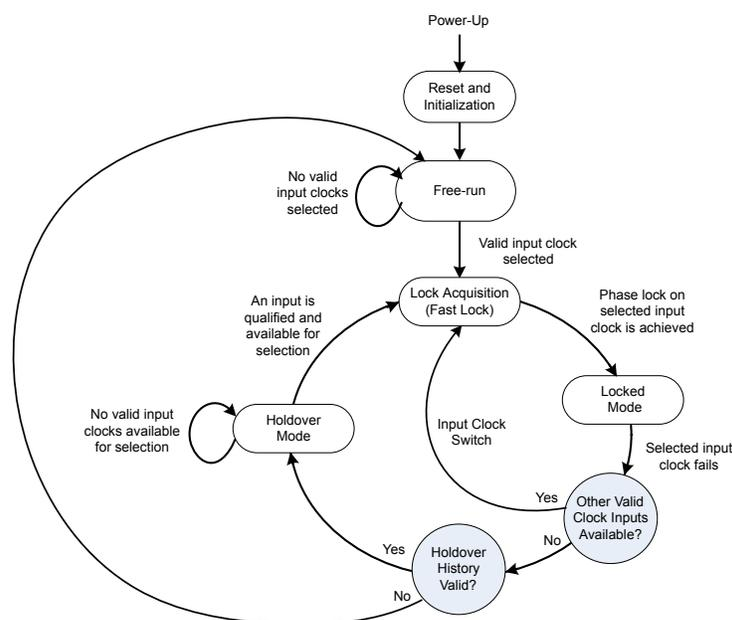 Power-Up
Reset and
Initialization
No valid
input clocks
selected
Free-run
Valid input clock
selected
An input is
qualified and
available for
selection
Lock Acquisition
(Fast Lock)
Phase lock on
selected input
clock is achieved
No valid input
clocks available
for selection
Holdover
Mode
Input Clock
Switch
Locked
Mode
Selected input
clock fails
Yes
Other Valid
Clock Inputs
Available?
No
Yes
Holdover
History
Valid?
No